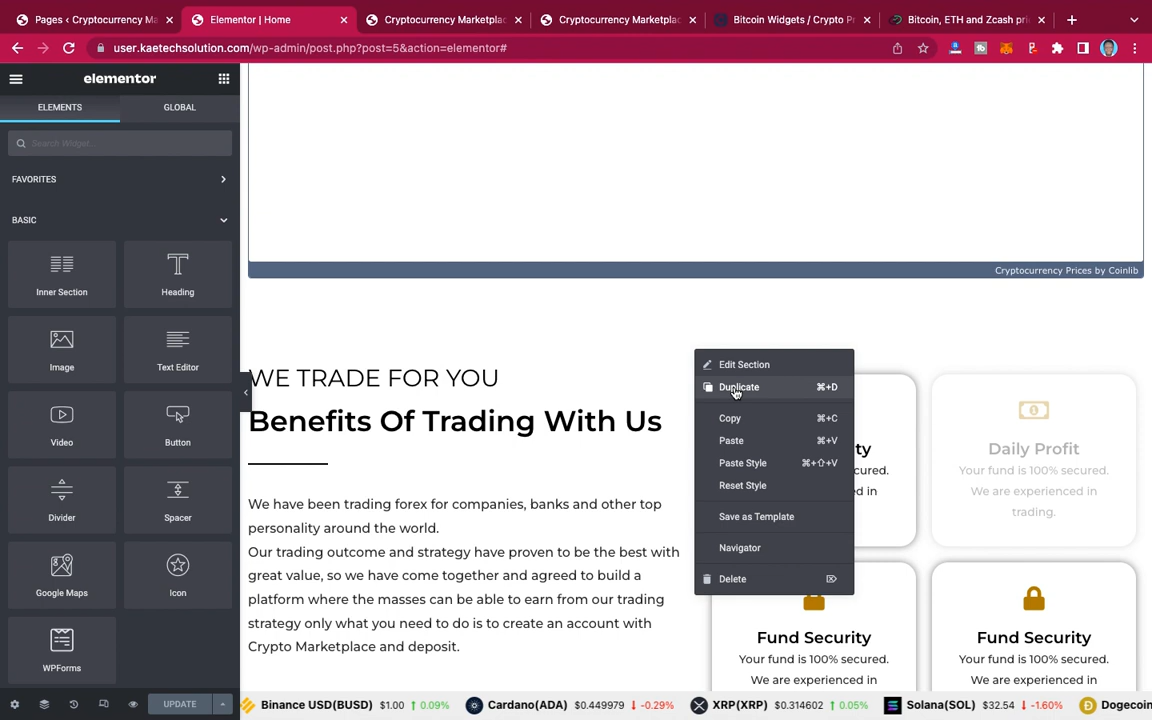 Pages ‹ Cryptocurrency Ma
Elementor | Home
Cryptocurrency Marketplac
Cryptocurrency Marketplac
Bitcoin Widgets / Crypto Pr
Bitcoin, ETH and Zcash pri
user.kaetechsolution.com/wp-admin/post.php?post=5&action=elementor#
elementor
ELEMENTS
GLOBAL
Search Widget...
FAVORITES
BASIC
Inner Section
Heading
Image
Text Editor
Video
Button
Divider
Spacer
Google Maps
Icon
WPForms
UPDATE
Cryptocurrency Prices by Coinlib
WE TRADE FOR YOU
Benefits Of Trading With Us
We have been trading forex for companies, banks and other top
personality around the world.
Our trading outcome and strategy have proven to be the best with
great value, so we have come together and agreed to build a
platform where the masses can be able to earn from our trading
strategy only what you need to do is to create an account with
Crypto Marketplace and deposit.
Edit Section
Duplicate ⌘+D
Copy ⌘+C
Paste ⌘+V
Paste Style ⌘+⇧+V
Reset Style
Save as Template
Navigator
Delete ⌦
ty
cured.
ed in
Daily Profit
Your fund is 100% secured.
We are experienced in
trading.
Fund Security
Your fund is 100% secured.
We are experienced in
Fund Security
Your fund is 100% secured.
We are experienced in
Binance USD(BUSD) $1.00 ↑ 0.09% Cardano(ADA) $0.449979 ↓ -0.29% XRP(XRP) $0.314602 ↑ 0.05% Solana(SOL) $32.54 ↓ -1.60% Dogecoin